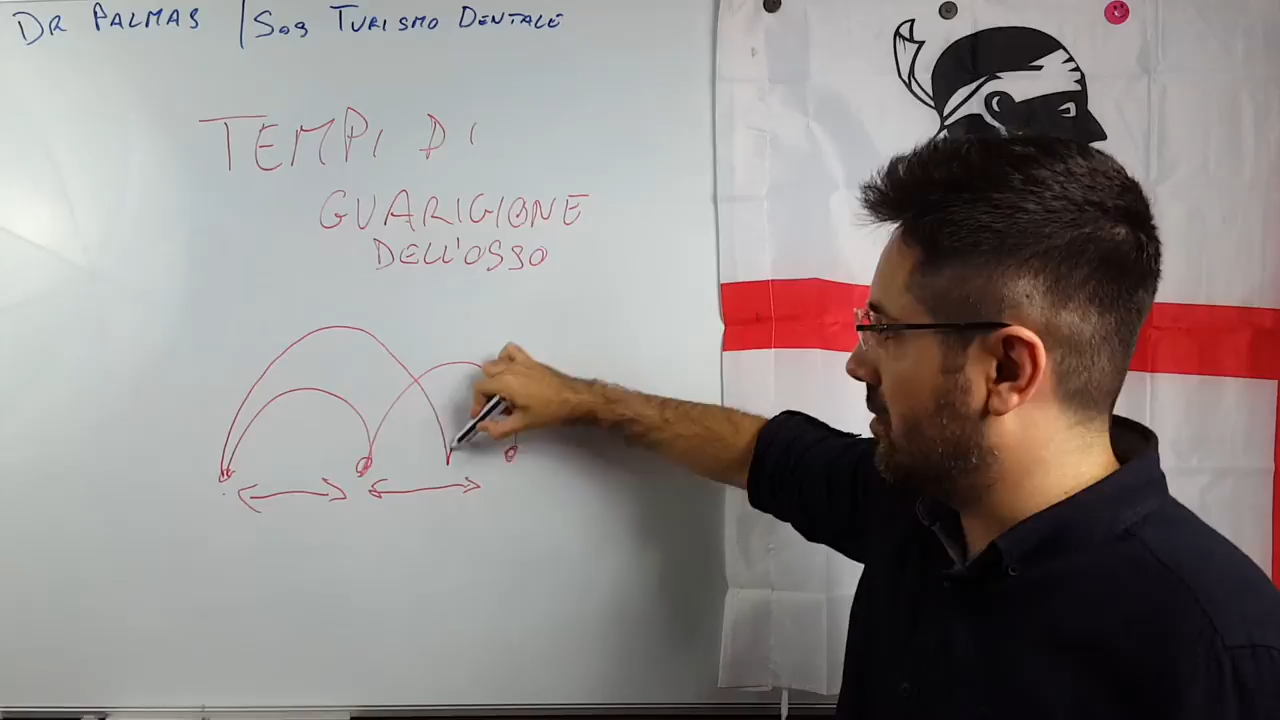 DR PALMAS | SOS TURISMO DENTALE
TEMPI DI
GUARIGIONE
DELL'OSSO